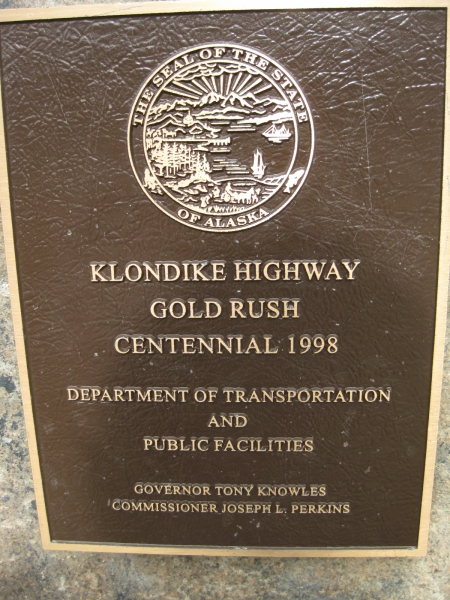 THE SEAL OF THE STATE
OF ALASKA
KLONDIKE HIGHWAY
GOLD RUSH
CENTENNIAL 1998
DEPARTMENT OF TRANSPORTATION
AND
PUBLIC FACILITIES
GOVERNOR TONY KNOWLES
COMMISSIONER JOSEPH L. PERKINS